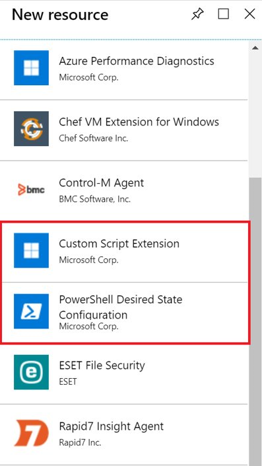 New resource
Azure Performance Diagnostics
Microsoft Corp.
Chef VM Extension for Windows
Chef Software Inc.
bmc
Control-M Agent
BMC Software, Inc.
Custom Script Extension
Microsoft Corp.
PowerShell Desired State
Configuration
Microsoft Corp.
ESET File Security
ESET
Rapid7 Insight Agent
Rapid7 Inc.